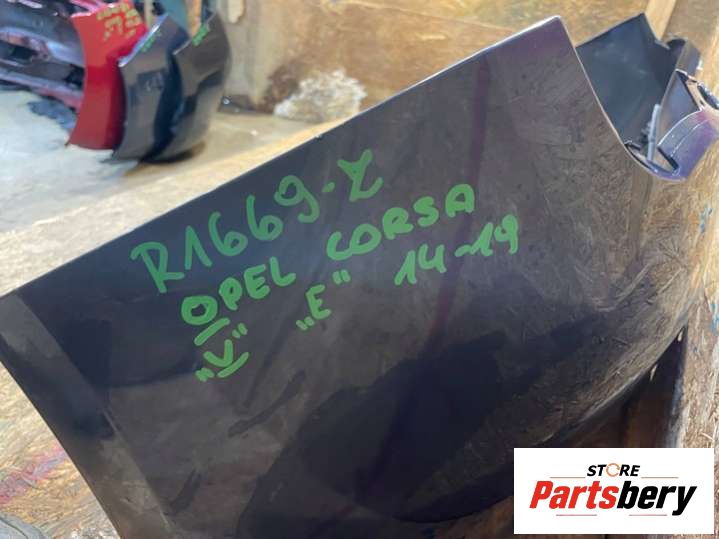 R1669-Z
OPEL CORSA
„V" „E" 14-19
STORE
Partsbery